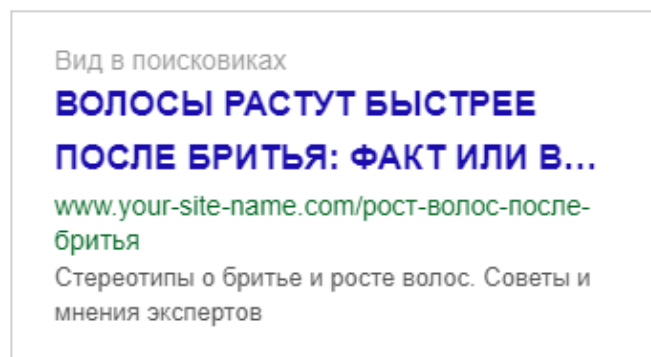 Вид в поисковиках
ВОЛОСЫ РАСТУТ БЫСТРЕЕ
ПОСЛЕ БРИТЬЯ: ФАКТ ИЛИ В...
www.your-site-name.com/рост-волос-после-
бритья
Стереотипы о бритье и росте волос. Советы и
мнения экспертов